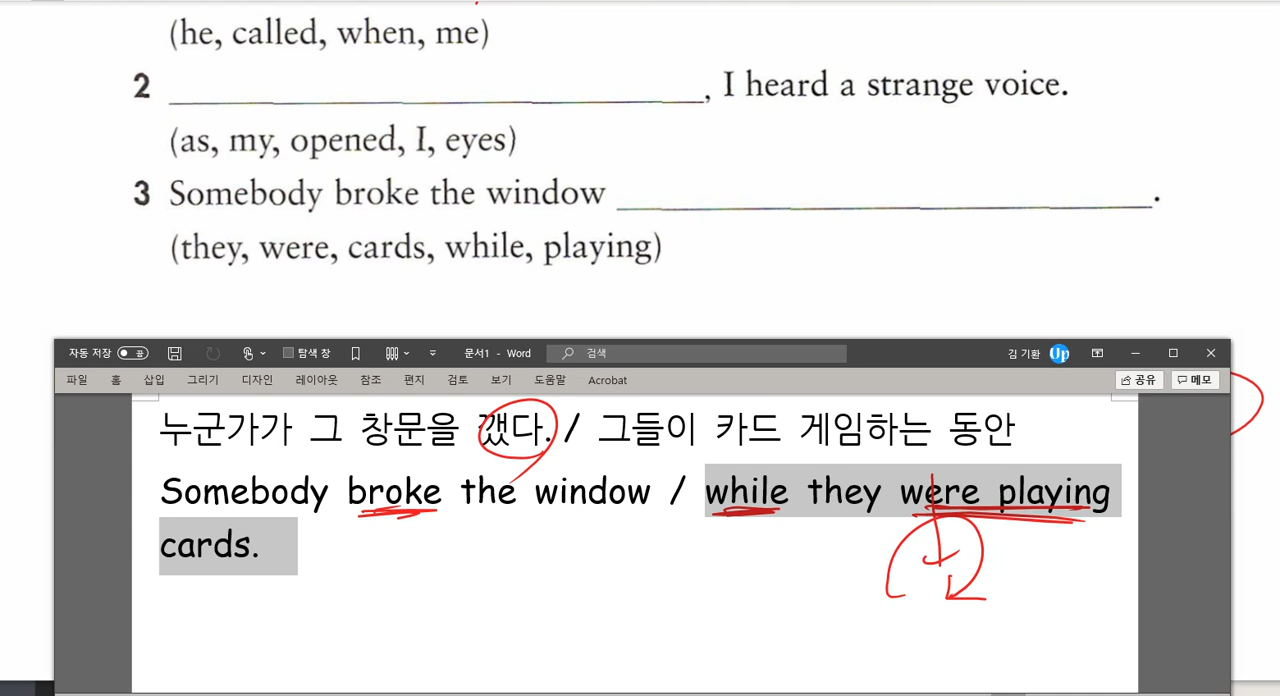 (he, called, when, me)
2 ____________________, I heard a strange voice.
(as, my, opened, I, eyes)
3 Somebody broke the window ____________________.
(they, were, cards, while, playing)
자동 저장 끔 탐색 창 문서1 - Word 검색 김 기환 Up
파일 홈 삽입 그리기 디자인 레이아웃 참조 편지 검토 보기 도움말 Acrobat 공유 메모
누군가가 그 창문을 깼다. / 그들이 카드 게임하는 동안
Somebody broke the window / while they were playing
cards.